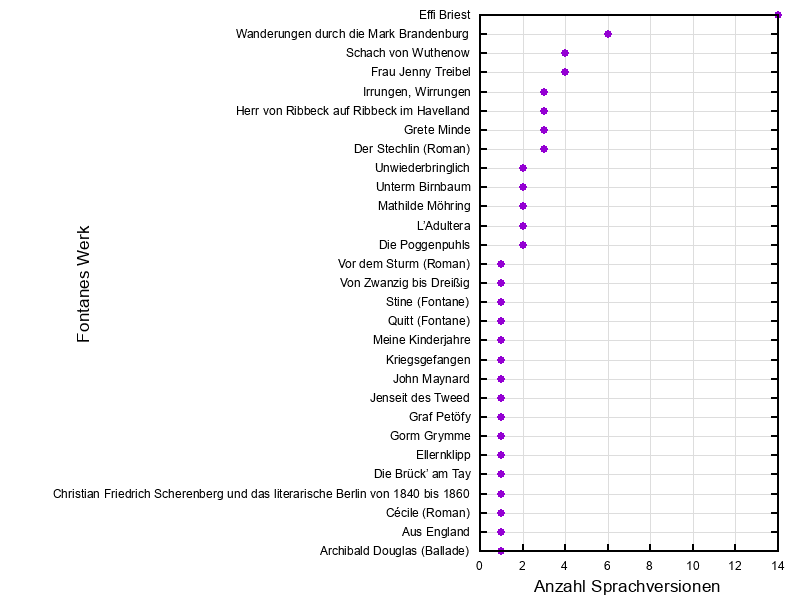 Effi Briest
Wanderungen durch die Mark Brandenburg
Schach von Wuthenow
Frau Jenny Treibel
Irrungen, Wirrungen
Herr von Ribbeck auf Ribbeck im Havelland
Grete Minde
Der Stechlin (Roman)
Unwiederbringlich
Unterm Birnbaum
Mathilde Möhring
L'Adultera
Die Poggenpuhls
Vor dem Sturm (Roman)
Von Zwanzig bis Dreißig
Stine (Fontane)
Quitt (Fontane)
Meine Kinderjahre
Kriegsgefangen
John Maynard
Jenseit des Tweed
Graf Petöfy
Gorm Grymme
Ellernklipp
Die Brück' am Tay
Christian Friedrich Scherenberg und das literarische Berlin von 1840 bis 1860
Cécile (Roman)
Aus England
Archibald Douglas (Ballade)
Fontanes Werk
0 2 4 6 8 10 12 14
Anzahl Sprachversionen